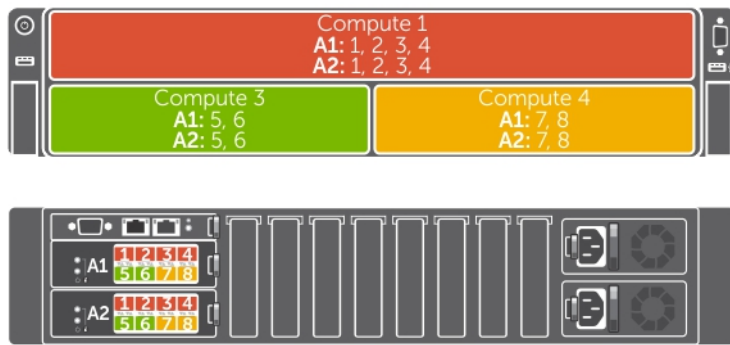 Compute 1
A1: 1, 2, 3, 4
A2: 1, 2, 3, 4
Compute 3
A1: 5, 6
A2: 5, 6
Compute 4
A1: 7, 8
A2: 7, 8
A1
1 2 3 4
5 6 7 8
A2
1 2 3 4
5 6 7 8